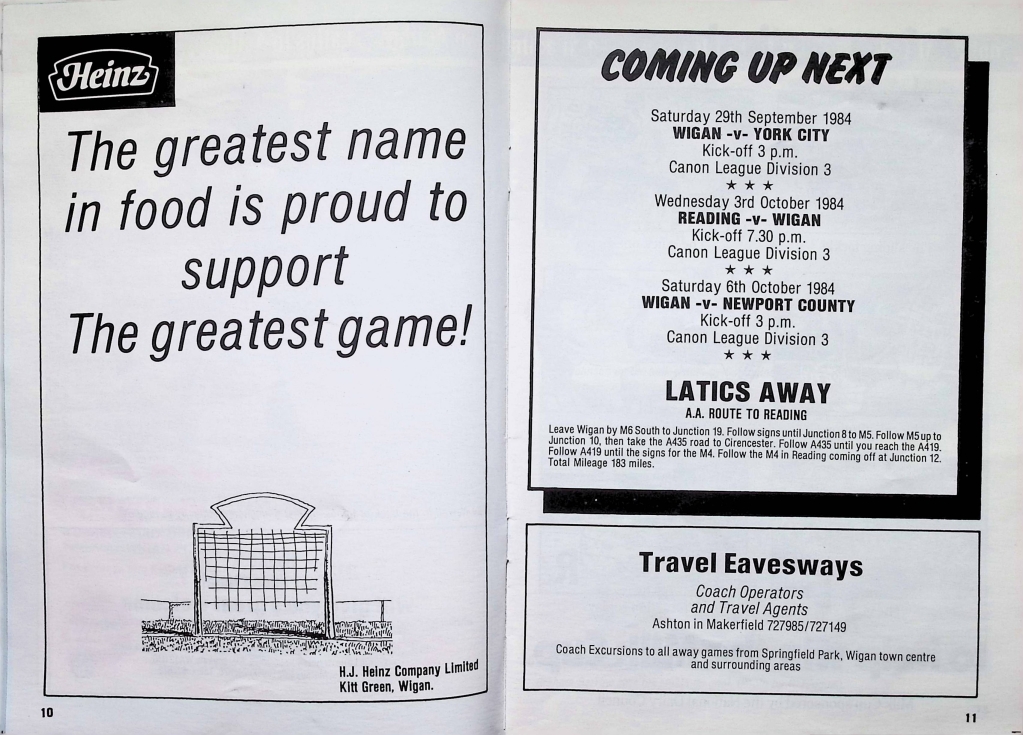 Heinz
The greatest name
in food is proud to
support
The greatest game!
H.J. Heinz Company Limited
Kitt Green, Wigan.
10
COMING UP NEXT
Saturday 29th September 1984
WIGAN -v- YORK CITY
Kick-off 3 p.m.
Canon League Division 3
★ ★ ★
Wednesday 3rd October 1984
READING -v- WIGAN
Kick-off 7.30 p.m.
Canon League Division 3
★ ★ ★
Saturday 6th October 1984
WIGAN -v- NEWPORT COUNTY
Kick-off 3 p.m.
Canon League Division 3
★ ★ ★
LATICS AWAY
A.A. ROUTE TO READING
Leave Wigan by M6 South to Junction 19. Follow signs until Junction 8 to M5. Follow M5 up to
Junction 10, then take the A435 road to Cirencester. Follow A435 until you reach the A419.
Follow A419 until the signs for the M4. Follow the M4 in Reading coming off at Junction 12.
Total Mileage 183 miles.
Travel Eavesways
Coach Operators
and Travel Agents
Ashton in Makerfield 727985/727149
Coach Excursions to all away games from Springfield Park, Wigan town centre
and surrounding areas
11